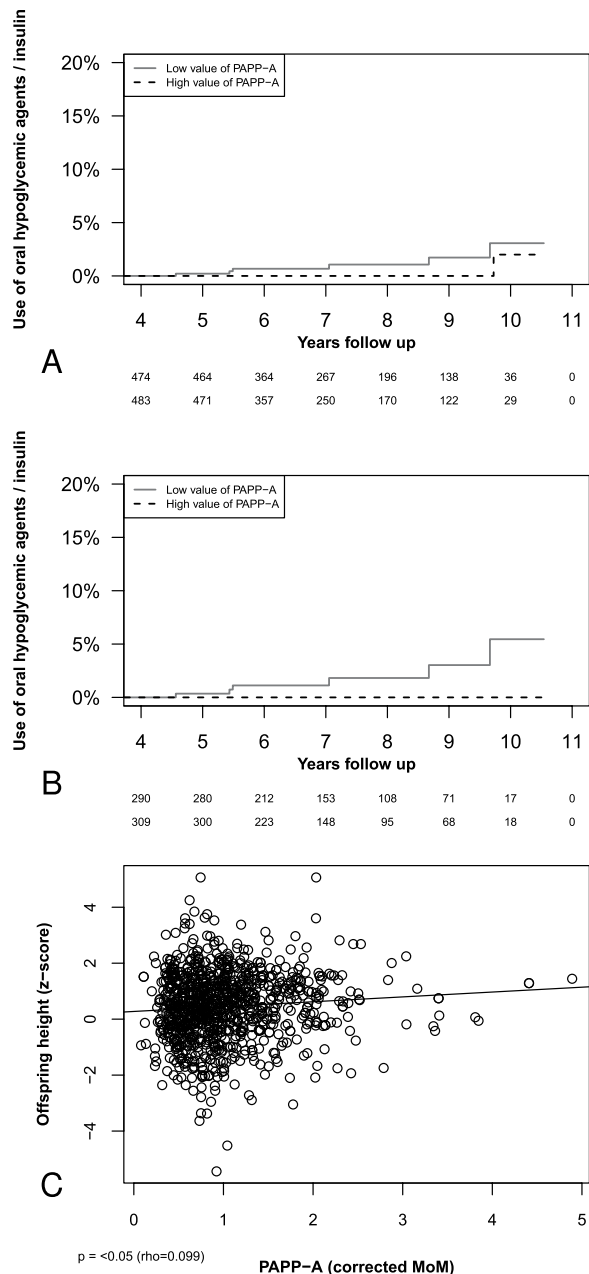 Use of oral hypoglycemic agents / insulin
20%
15%
10%
5%
0%
Low value of PAPP−A
High value of PAPP−A
4 5 6 7 8 9 10 11
Years follow up
A
474 464 364 267 196 138 36 0
483 471 357 250 170 122 29 0
Use of oral hypoglycemic agents / insulin
20%
15%
10%
5%
0%
Low value of PAPP−A
High value of PAPP−A
4 5 6 7 8 9 10 11
Years follow up
B
290 280 212 153 108 71 17 0
309 300 223 148 95 68 18 0
Offspring height (z−score)
4
2
0
−2
−4
C
0 1 2 3 4 5
p = <0.05 (rho=0.099)
PAPP−A (corrected MoM)